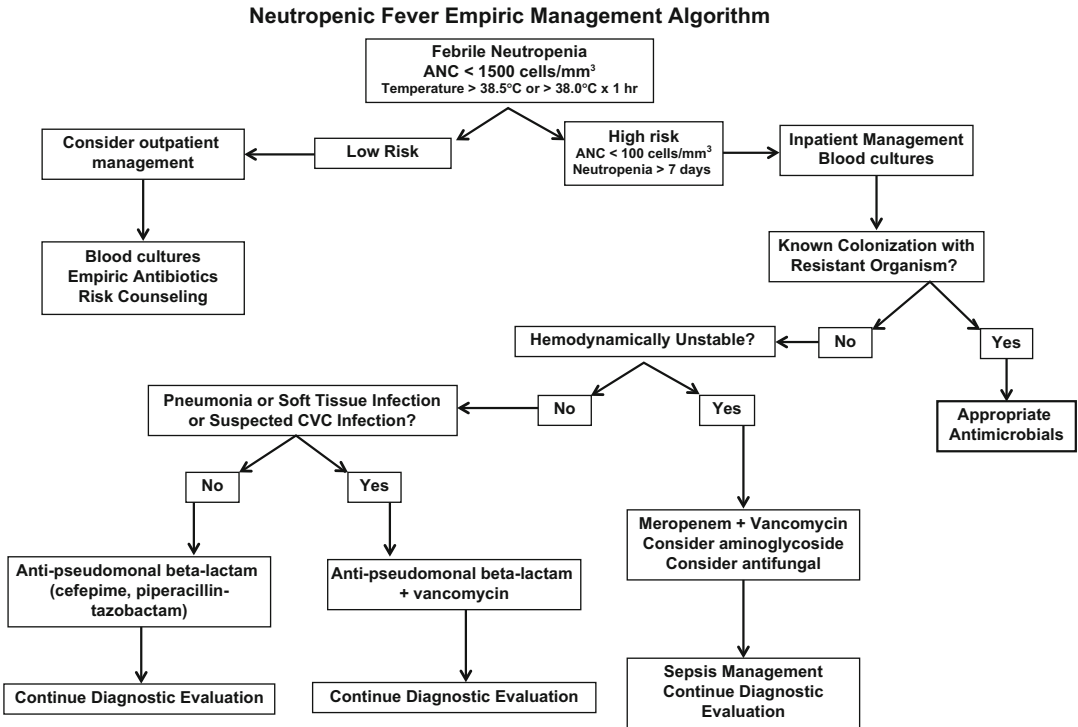 Neutropenic Fever Empiric Management Algorithm
Febrile Neutropenia
ANC < 1500 cells/mm³
Temperature > 38.5°C or > 38.0°C x 1 hr
Consider outpatient
management
Low Risk
High risk
ANC < 100 cells/mm³
Neutropenia > 7 days
Inpatient Management
Blood cultures
Blood cultures
Empiric Antibiotics
Risk Counseling
Known Colonization with
Resistant Organism?
Hemodynamically Unstable?
No
Yes
Pneumonia or Soft Tissue Infection
or Suspected CVC Infection?
No
Yes
Appropriate
Antimicrobials
No
Yes
Meropenem + Vancomycin
Consider aminoglycoside
Consider antifungal
Anti-pseudomonal beta-lactam
(cefepime, piperacillin-
tazobactam)
Anti-pseudomonal beta-lactam
+ vancomycin
Sepsis Management
Continue Diagnostic
Evaluation
Continue Diagnostic Evaluation
Continue Diagnostic Evaluation